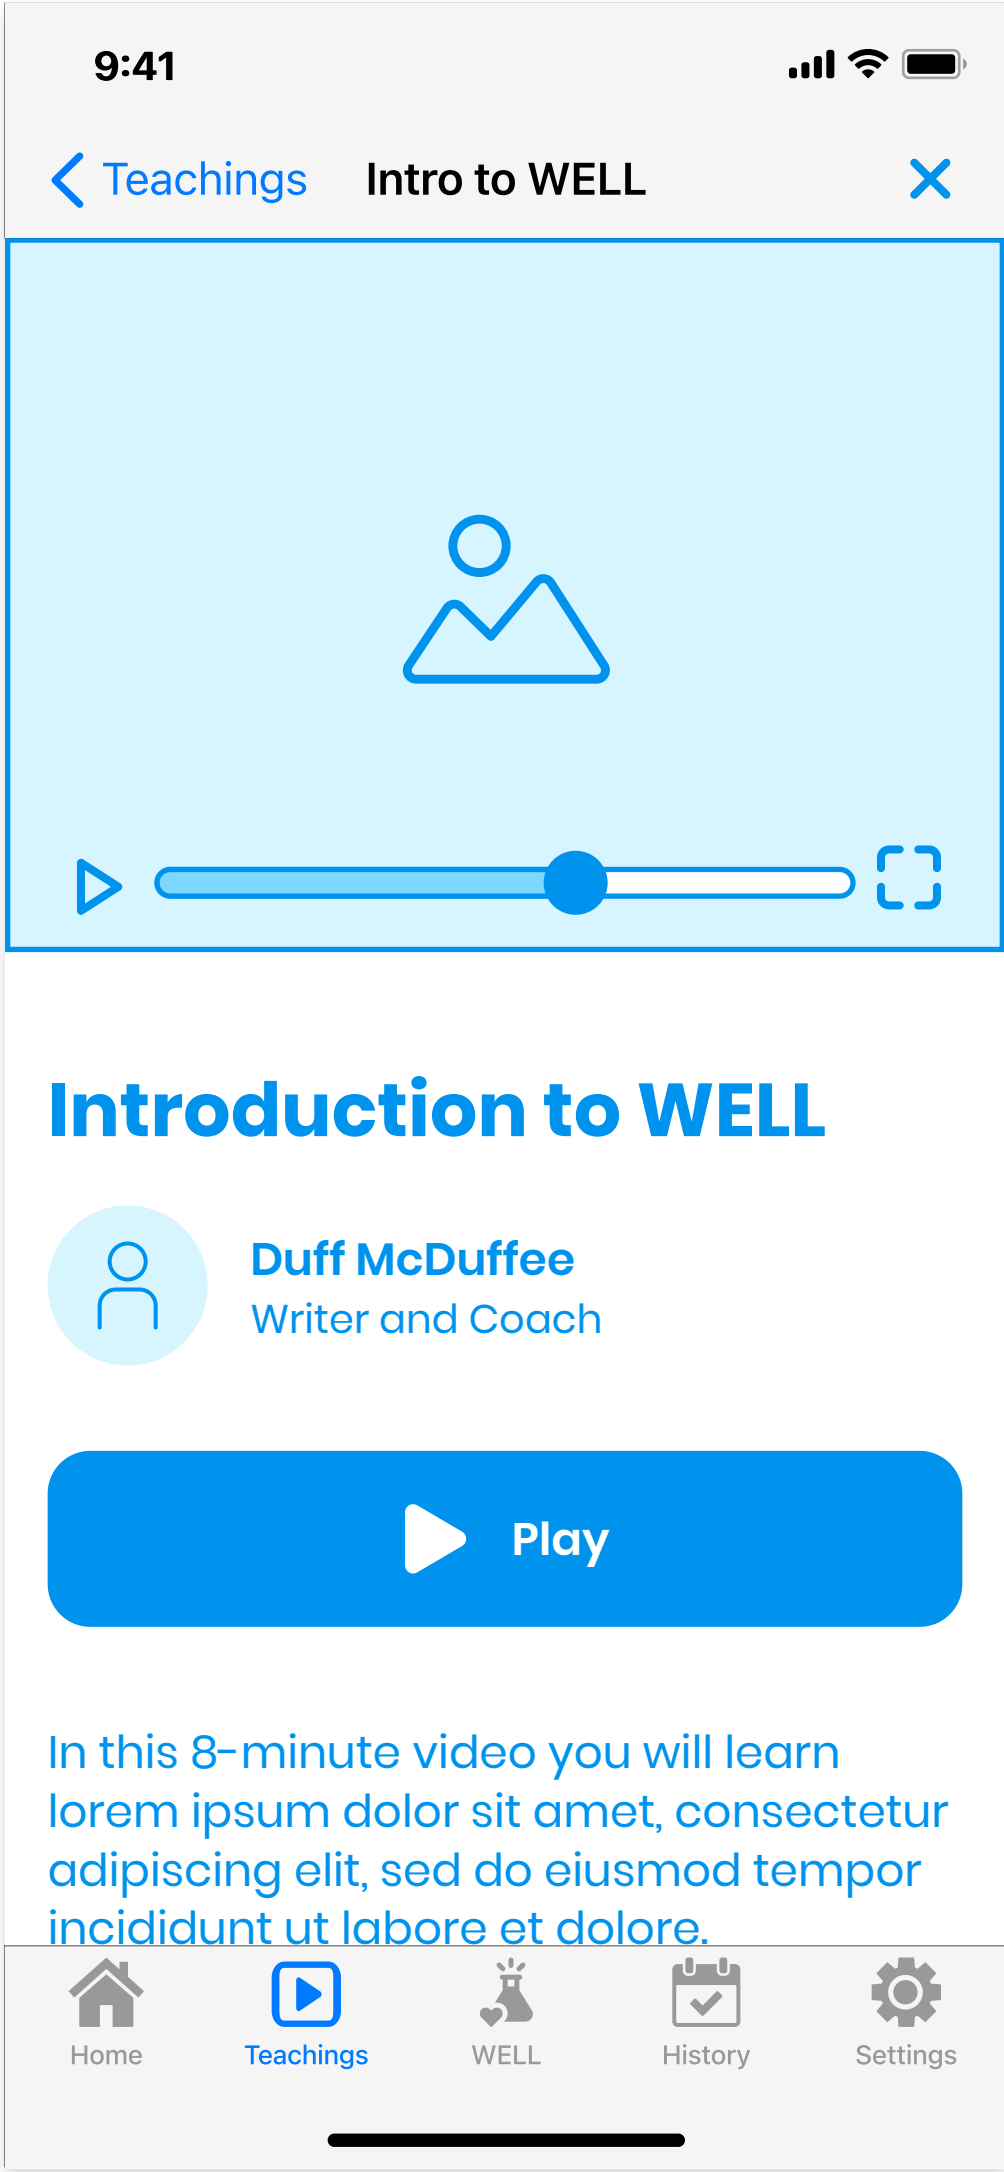 9:41
Teachings Intro to WELL
Introduction to WELL
Duff McDuffee
Writer and Coach
Play
In this 8-minute video you will learn
lorem ipsum dolor sit amet, consectetur
adipiscing elit, sed do eiusmod tempor
incididunt ut labore et dolore.
Home Teachings WELL History Settings